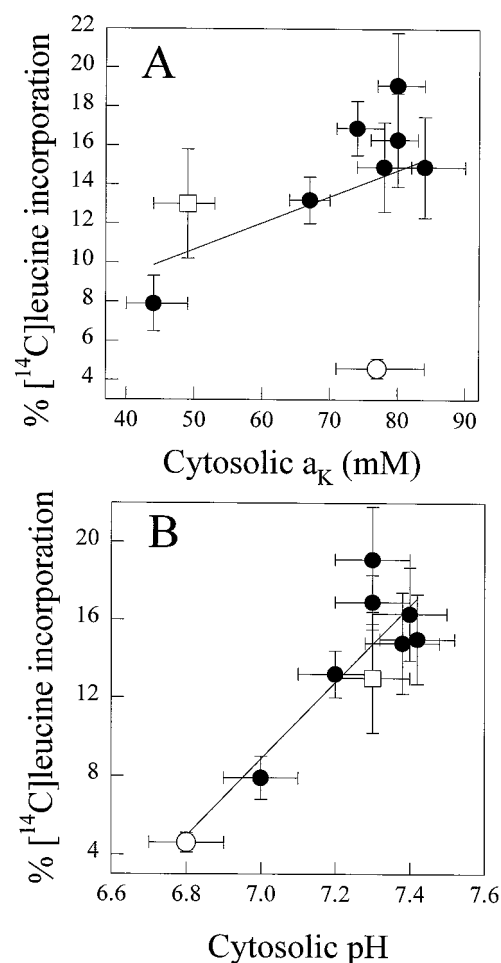 A
% [¹⁴C]leucine incorporation
22
20
18
16
14
12
10
8
6
4
40 50 60 70 80 90
Cytosolic aK (mM)
B
% [¹⁴C]leucine incorporation
20
16
12
8
4
6.6 6.8 7.0 7.2 7.4 7.6
Cytosolic pH